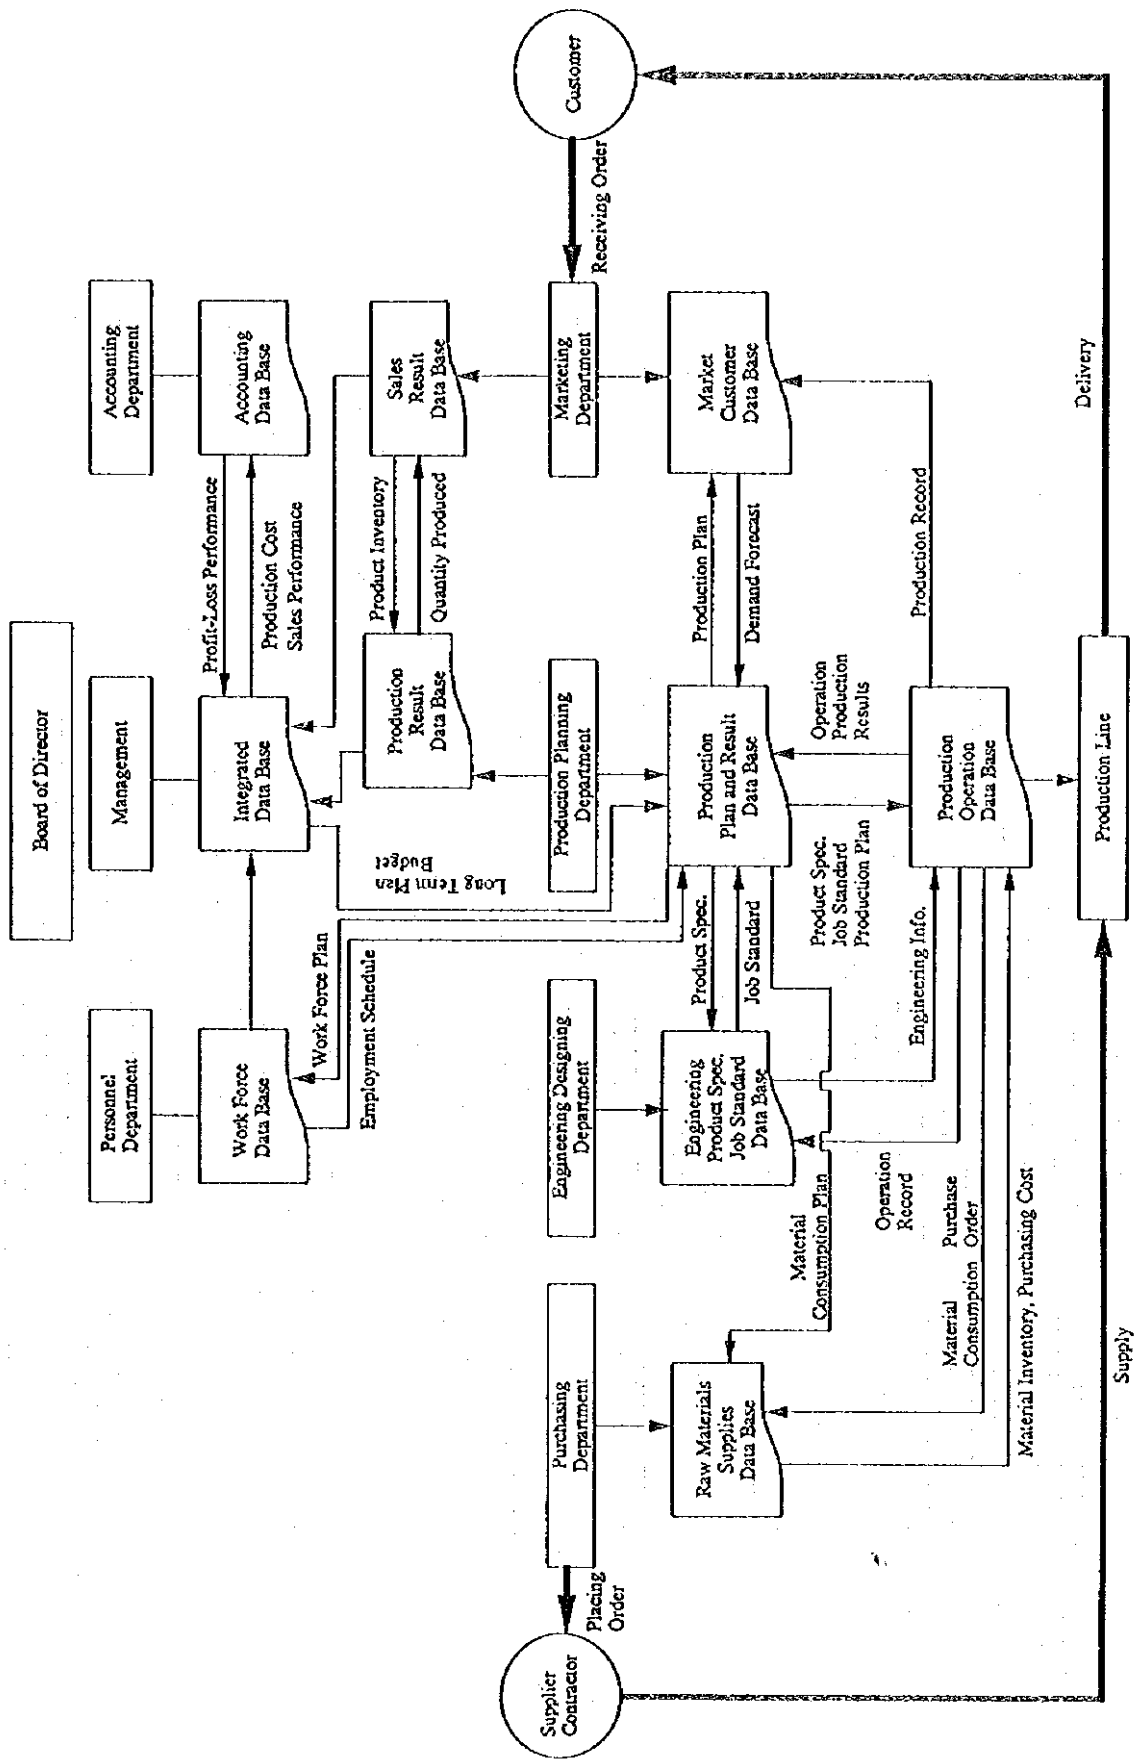 Board of Director
Personnel
Department
Management
Accounting
Department
Work Force
Data Base
Integrated
Data Base
Accounting
Data Base
Profit-Loss Performance
Production Cost
Sales Performance
Work Force Plan
Employment Schedule
Long Term Plan
Budget
Production
Result
Data Base
Product Inventory
Quantity Produced
Sales
Result
Data Base
Supplier
Contractor
Placing
Order
Purchasing
Department
Engineering Designing
Department
Production Planning
Department
Marketing
Department
Receiving Order
Customer
Raw Materials
Supplies
Data Base
Engineering
Product Spec.
Job Standard
Data Base
Product Spec.
Job Standard
Production
Plan and Result
Data Base
Production Plan
Demand Forecast
Market
Customer
Data Base
Material
Consumption Plan
Product Spec.
Job Standard
Production Plan
Operation
Production
Results
Operation
Record
Engineering Info.
Production
Operation
Data Base
Production Record
Material Purchase
Consumption Order
Material Inventory, Purchasing Cost
Supply
Production Line
Delivery